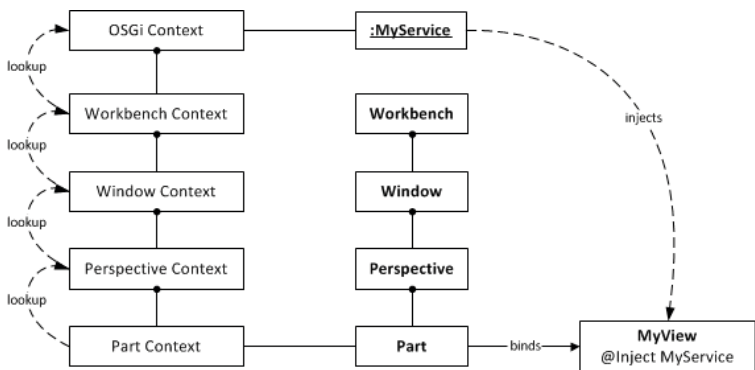 OSGi Context
:MyService
lookup
Workbench Context
Workbench
injects
lookup
Window Context
Window
lookup
Perspective Context
Perspective
lookup
Part Context
Part
binds
MyView
@Inject MyService